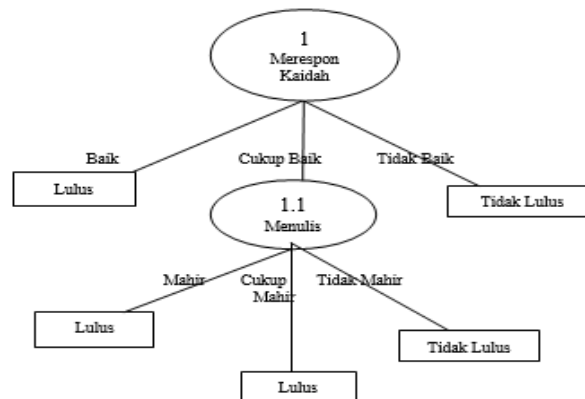 1
Merespon
Kaidah
Baik
Cukup Baik
Tidak Baik
Lulus
1.1
Menulis
Tidak Lulus
Mahir
Cukup
Mahir
Tidak Mahir
Lulus
Lulus
Tidak Lulus